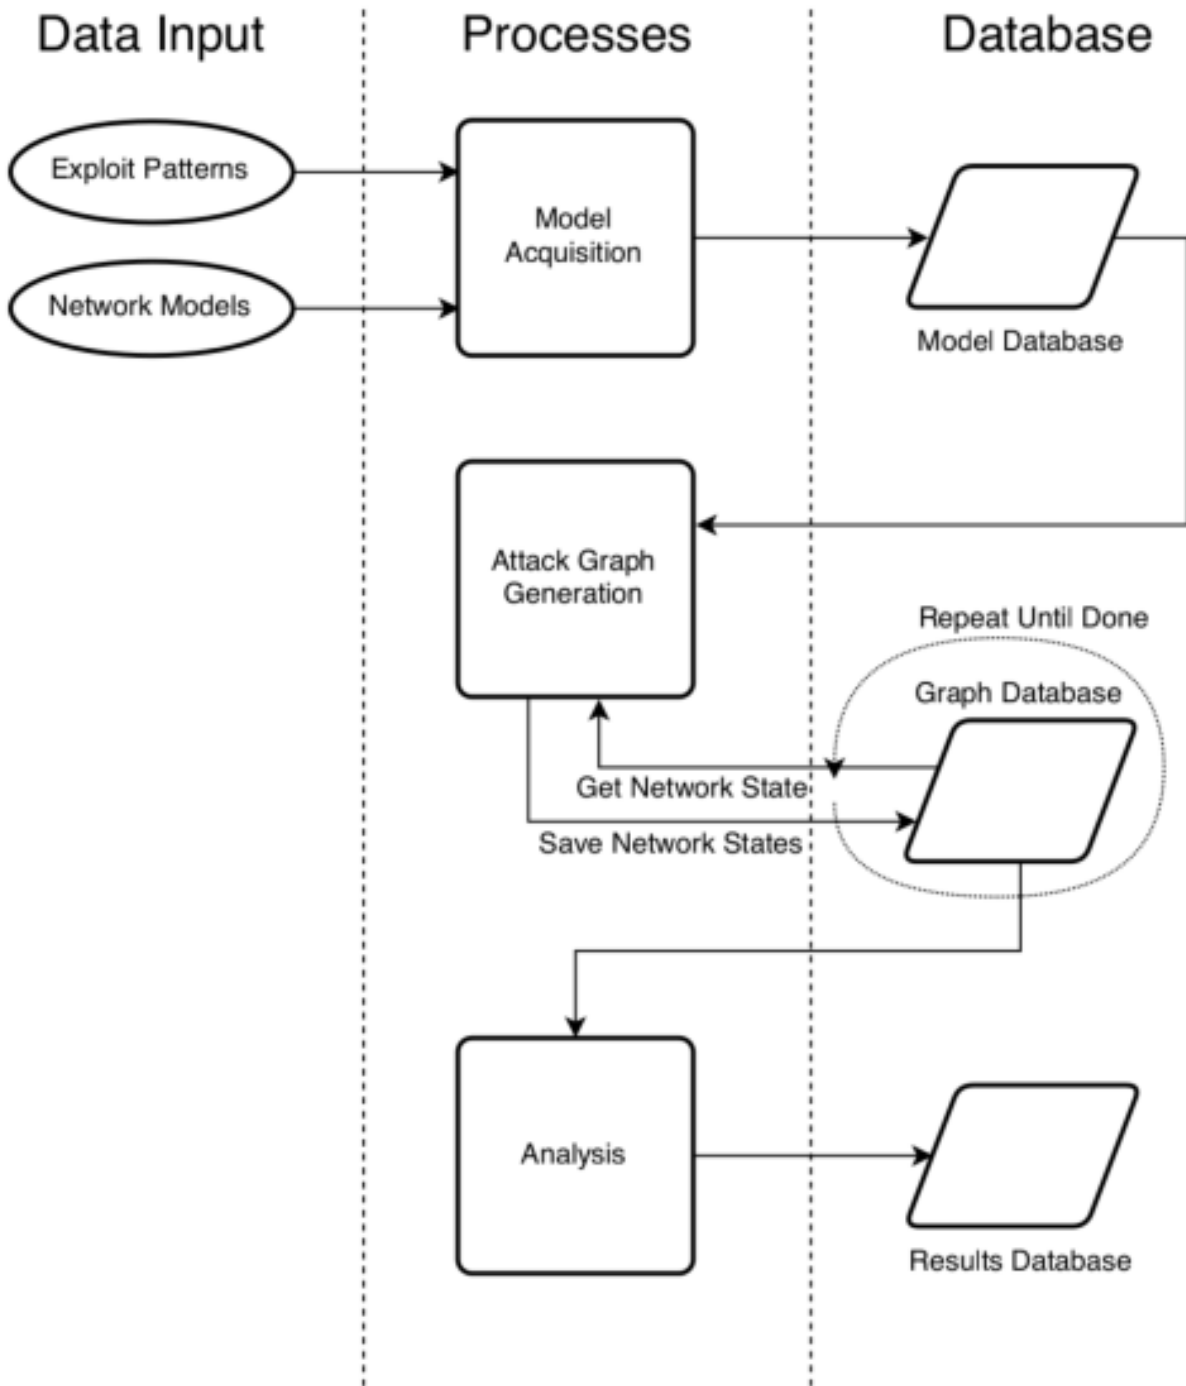 Data Input
Processes
Database
Exploit Patterns
Network Models
Model
Acquisition
Model Database
Attack Graph
Generation
Repeat Until Done
Graph Database
Get Network State
Save Network States
Analysis
Results Database